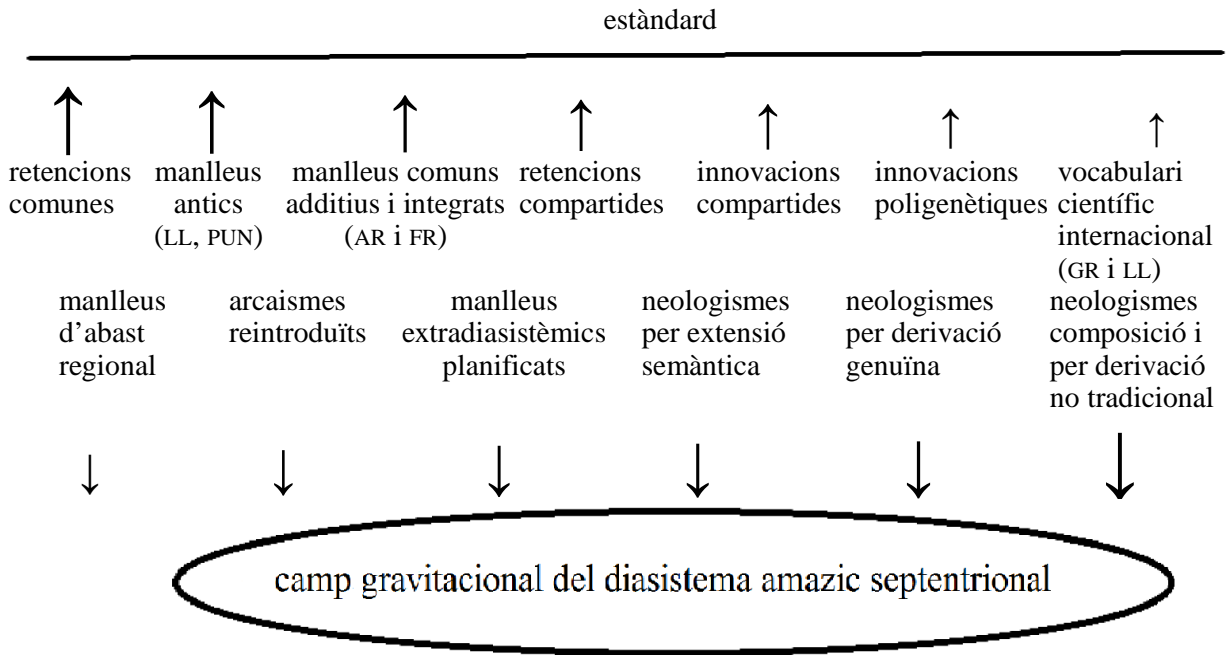 estàndard
retencions comunes
manlleus antics (LL, PUN)
manlleus comuns additius i integrats (AR i FR)
retencions compartides
innovacions compartides
innovacions poligenètiques
vocabulari científic internacional (GR i LL)
manlleus d’abast regional
arcaismes reintroduïts
manlleus extradiasistèmics planificats
neologismes per extensió semàntica
neologismes per derivació genuïna
neologismes composició i per derivació no tradicional
camp gravitacional del diasistema amazic septentrional